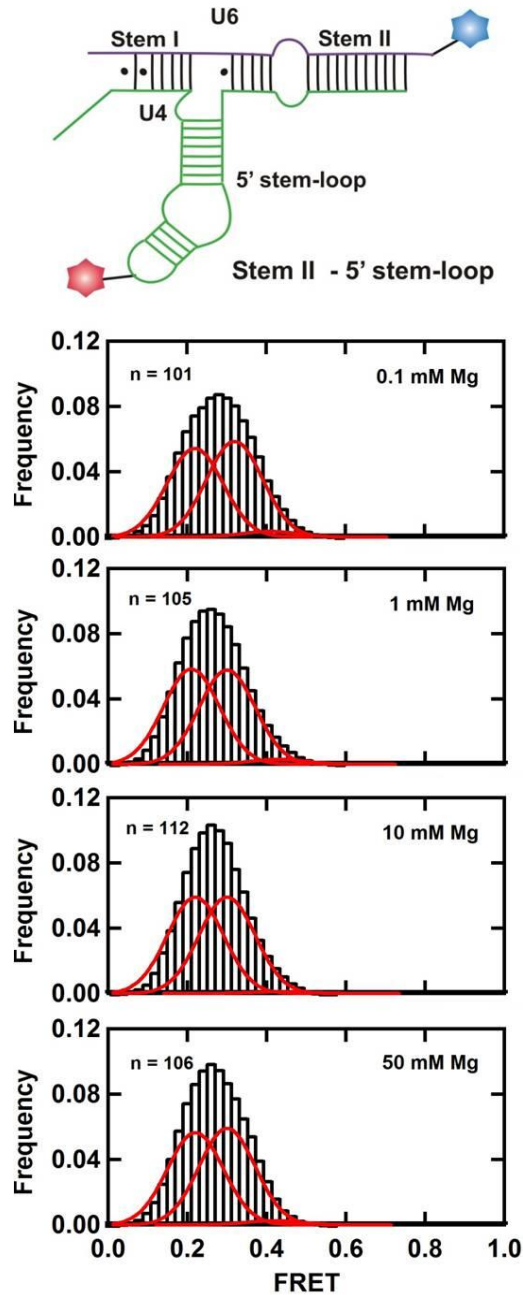 U6
Stem I Stem II
U4
5' stem-loop
Stem II - 5' stem-loop
0.12
n = 101 0.1 mM Mg
0.08
Frequency
0.04
0.00
0.12
n = 105 1 mM Mg
0.08
Frequency
0.04
0.00
0.12
n = 112 10 mM Mg
0.08
Frequency
0.04
0.00
0.12
n = 106 50 mM Mg
0.08
Frequency
0.04
0.00
0.0 0.2 0.4 0.6 0.8 1.0
FRET